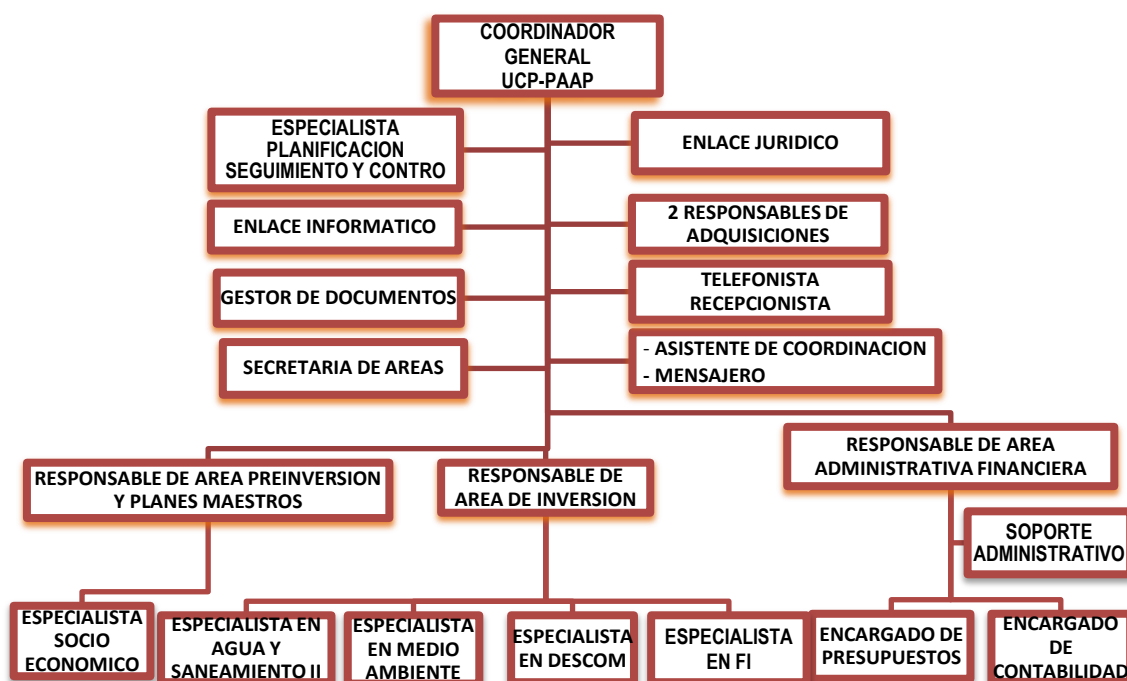 COORDINADOR
GENERAL
UCP-PAAP
ESPECIALISTA
PLANIFICACION
SEGUIMIENTO Y CONTRO
ENLACE JURIDICO
ENLACE INFORMATICO
2 RESPONSABLES DE
ADQUISICIONES
GESTOR DE DOCUMENTOS
TELEFONISTA
RECEPCIONISTA
SECRETARIA DE AREAS
- ASISTENTE DE COORDINACION
- MENSAJERO
RESPONSABLE DE AREA PREINVERSION
Y PLANES MAESTROS
RESPONSABLE DE
AREA DE INVERSION
RESPONSABLE DE AREA
ADMINISTRATIVA FINANCIERA
SOPORTE
ADMINISTRATIVO
ESPECIALISTA
SOCIO
ECONOMICO
ESPECIALISTA EN
AGUA Y
SANEAMIENTO II
ESPECIALISTA
EN MEDIO
AMBIENTE
ESPECIALISTA
EN DESCOM
ESPECIALISTA
EN FI
ENCARGADO DE
PRESUPUESTOS
ENCARGADO
DE
CONTABILIDAD